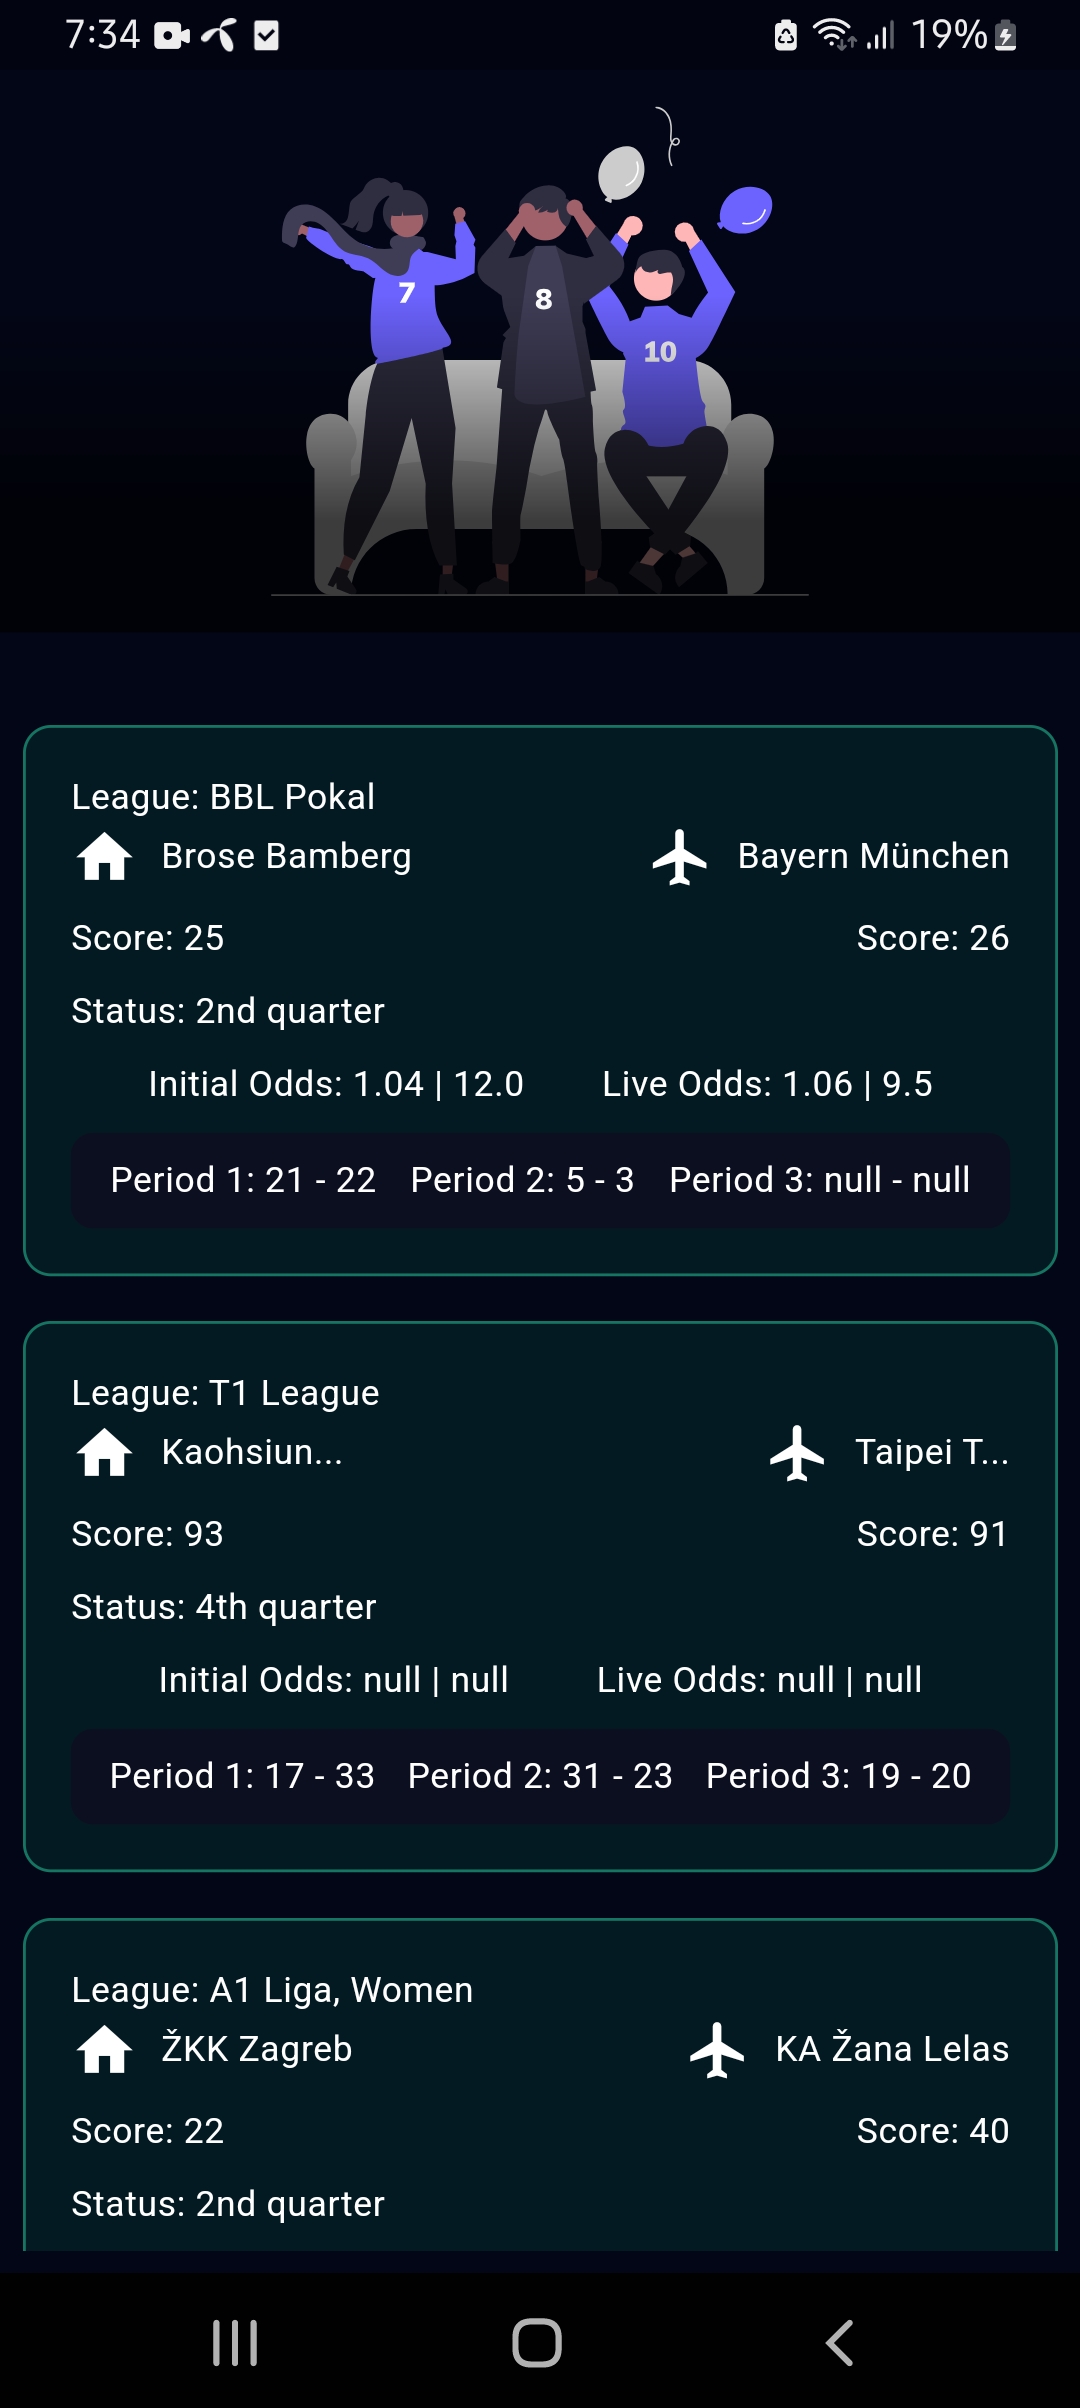 7:34 19%
7 8 10
League: BBL Pokal
Brose Bamberg Bayern München
Score: 25 Score: 26
Status: 2nd quarter
Initial Odds: 1.04 | 12.0 Live Odds: 1.06 | 9.5
Period 1: 21 - 22 Period 2: 5 - 3 Period 3: null - null
League: T1 League
Kaohsiun... Taipei T...
Score: 93 Score: 91
Status: 4th quarter
Initial Odds: null | null Live Odds: null | null
Period 1: 17 - 33 Period 2: 31 - 23 Period 3: 19 - 20
League: A1 Liga, Women
ŽKK Zagreb KA Žana Lelas
Score: 22 Score: 40
Status: 2nd quarter